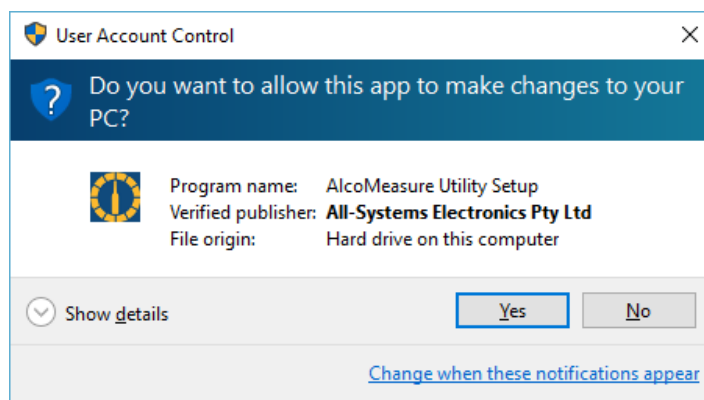 User Account Control
Do you want to allow this app to make changes to your
PC?
Program name: AlcoMeasure Utility Setup
Verified publisher: All-Systems Electronics Pty Ltd
File origin: Hard drive on this computer
Show details
Yes
No
Change when these notifications appear